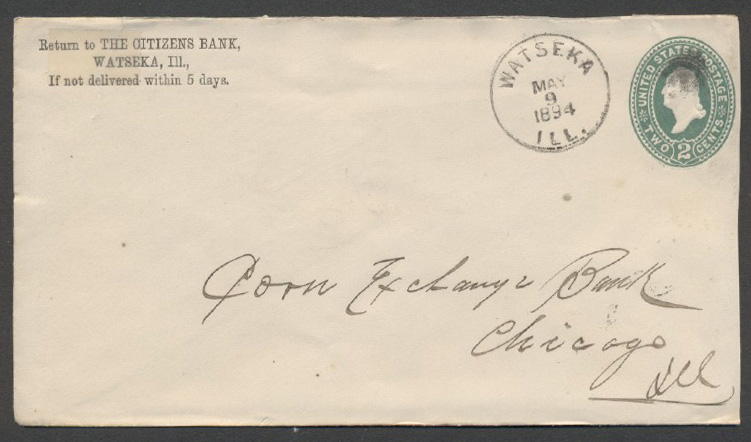 Return to THE CITIZENS BANK,
WATSEKA, Ill.,
If not delivered within 5 days.
WATSEKA
MAY
9
1894
ILL.
UNITED STATES POSTAGE
TWO 2 CENTS
Corn Exchange Bank
Chicago
Ill